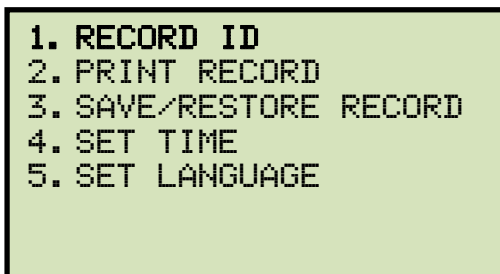 1. RECORD ID
2. PRINT RECORD
3. SAVE/RESTORE RECORD
4. SET TIME
5. SET LANGUAGE